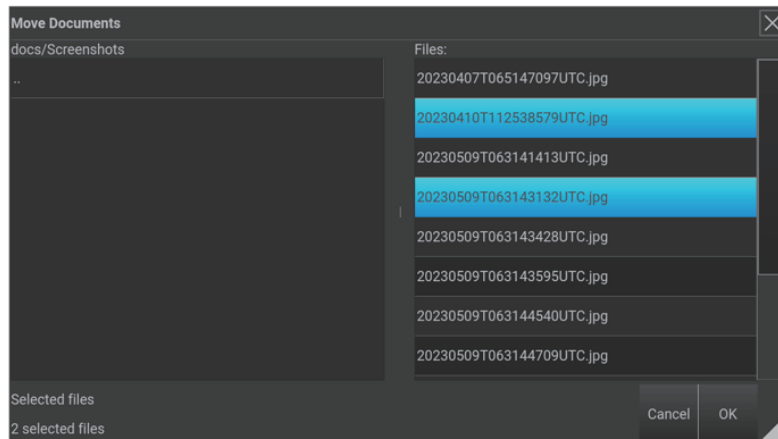 Move Documents
docs/Screenshots
..
Files:
20230407T065147097UTC.jpg
20230410T112538579UTC.jpg
20230509T063141413UTC.jpg
20230509T063143132UTC.jpg
20230509T063143428UTC.jpg
20230509T063143595UTC.jpg
20230509T063144540UTC.jpg
20230509T063144709UTC.jpg
Selected files
2 selected files
Cancel
OK